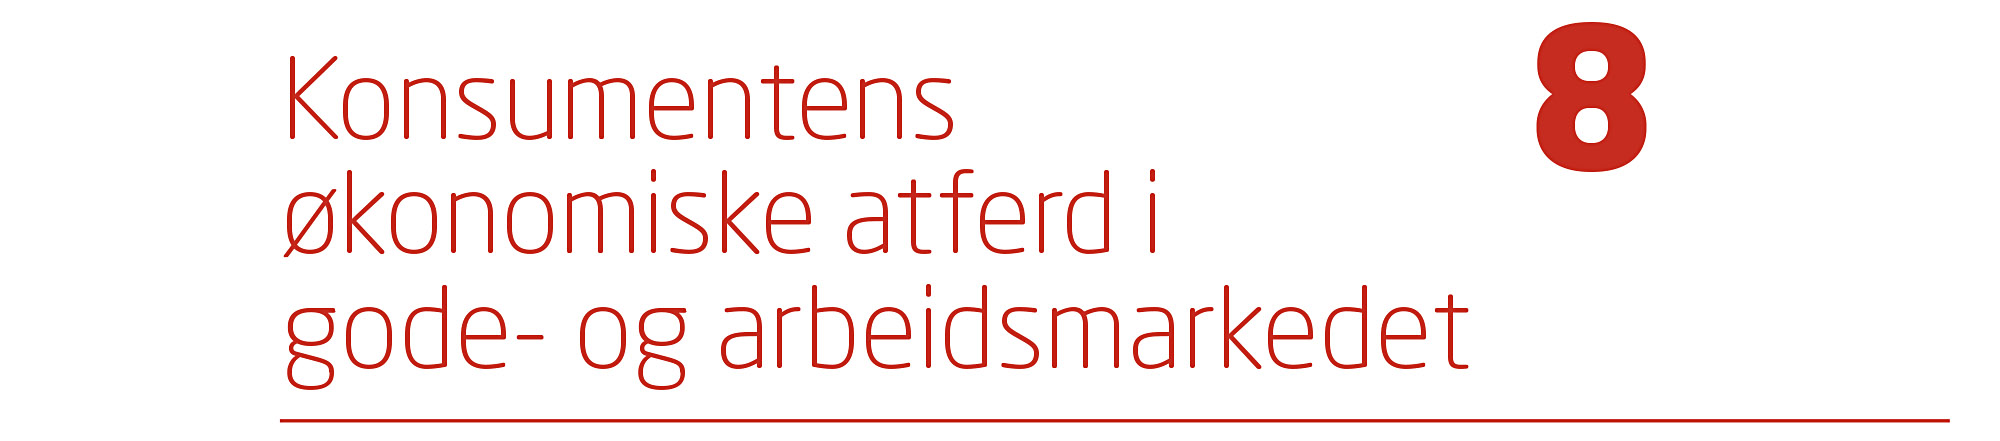 Konsumentens
økonomiske atferd i
gode- og arbeidsmarkedet
8